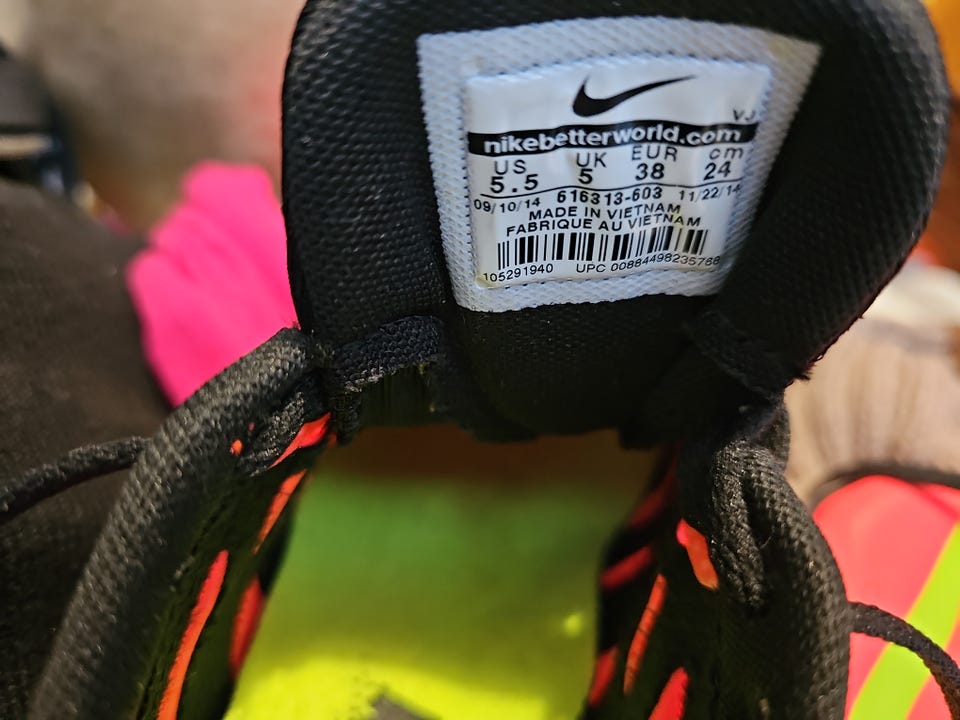 VJ
nikebetterworld.com
US UK EUR cm
5.5 5 38 24
09/10/14 616313-603 11/22/14
MADE IN VIETNAM
FABRIQUE AU VIETNAM
105291940 UPC 00884498235768